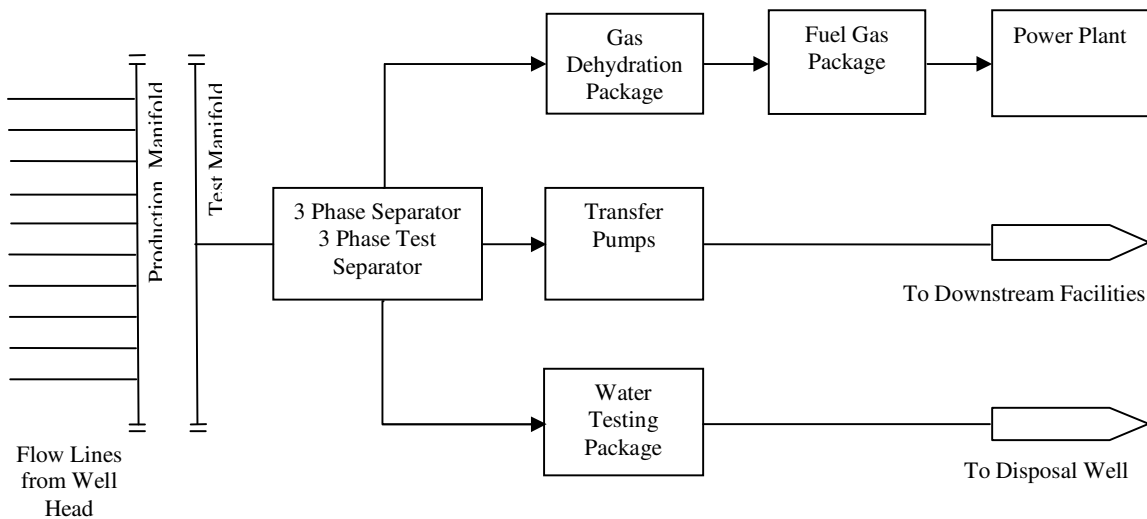 Gas
Dehydration
Package
Fuel Gas
Package
Power Plant
Production Manifold
Test Manifold
3 Phase Separator
3 Phase Test
Separator
Transfer
Pumps
To Downstream Facilities
Water
Testing
Package
To Disposal Well
Flow Lines
from Well
Head